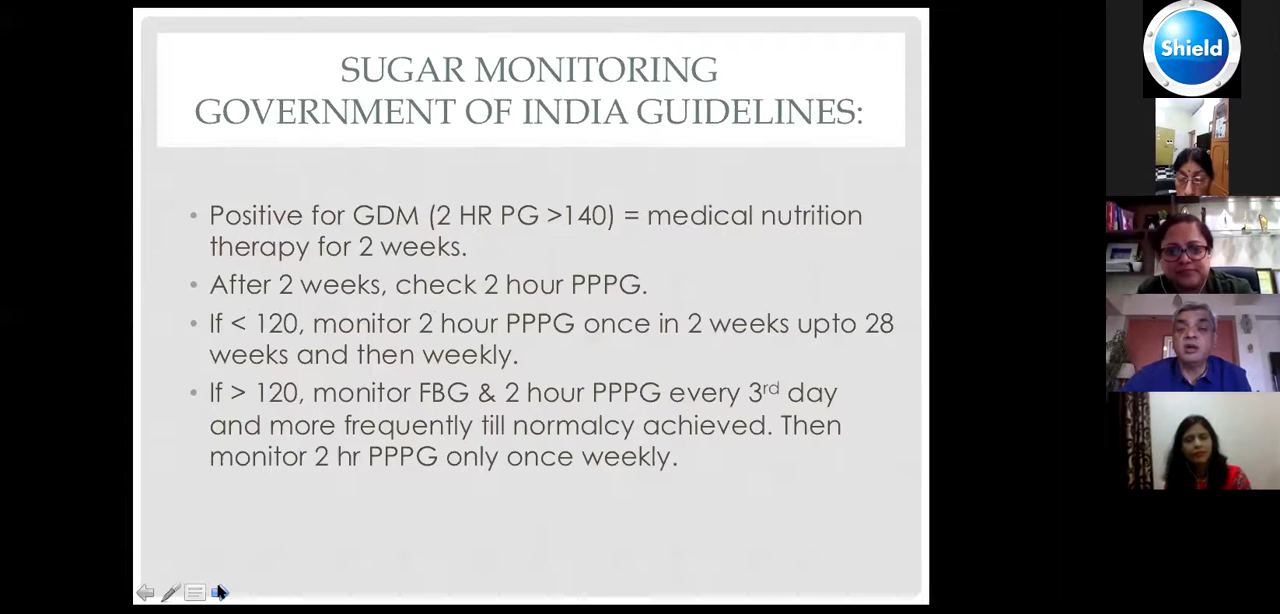 SUGAR MONITORING
GOVERNMENT OF INDIA GUIDELINES:
• Positive for GDM (2 HR PG >140) = medical nutrition
therapy for 2 weeks.
• After 2 weeks, check 2 hour PPPG.
• If < 120, monitor 2 hour PPPG once in 2 weeks upto 28
weeks and then weekly.
• If > 120, monitor FBG & 2 hour PPPG every 3rd day
and more frequently till normalcy achieved. Then
monitor 2 hr PPPG only once weekly.
Shield